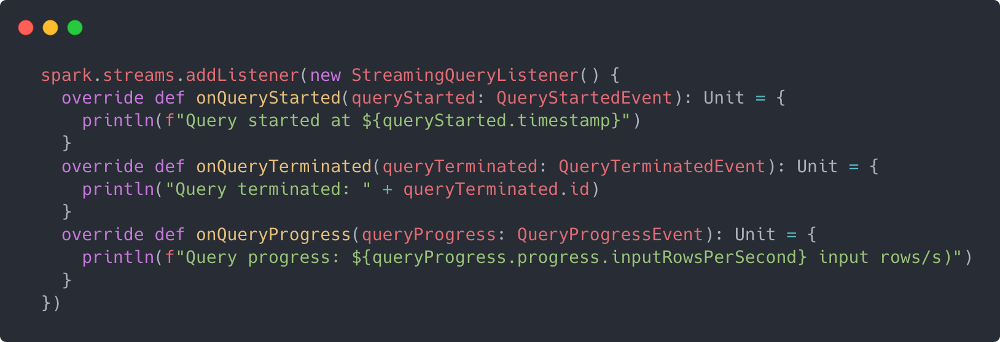 spark.streams.addListener(new StreamingQueryListener() {
  override def onQueryStarted(queryStarted: QueryStartedEvent): Unit = {
    println(f"Query started at ${queryStarted.timestamp}")
  }
  override def onQueryTerminated(queryTerminated: QueryTerminatedEvent): Unit = {
    println("Query terminated: " + queryTerminated.id)
  }
  override def onQueryProgress(queryProgress: QueryProgressEvent): Unit = {
    println(f"Query progress: ${queryProgress.progress.inputRowsPerSecond} input rows/s)")
  }
})